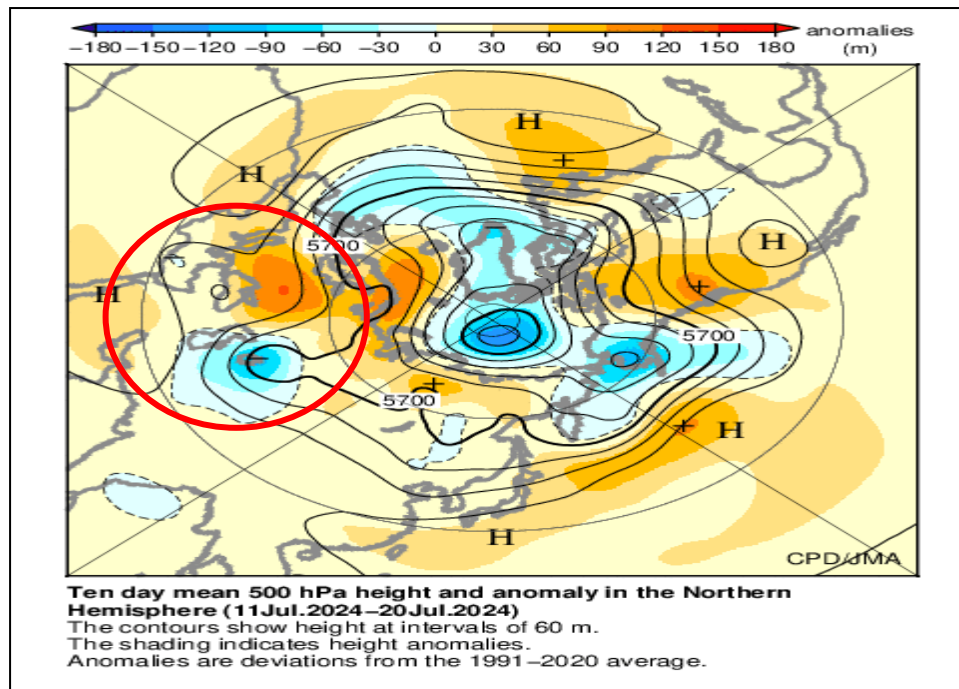 −180 −150 −120 −90 −60 −30 0 30 60 90 120 150 180 anomalies
(m)
H
H
5700
H
H
5700
5700
H
H
CPD/JMA
Ten day mean 500 hPa height and anomaly in the Northern
Hemisphere (11Jul.2024−20Jul.2024)
The contours show height at intervals of 60 m.
The shading indicates height anomalies.
Anomalies are deviations from the 1991−2020 average.